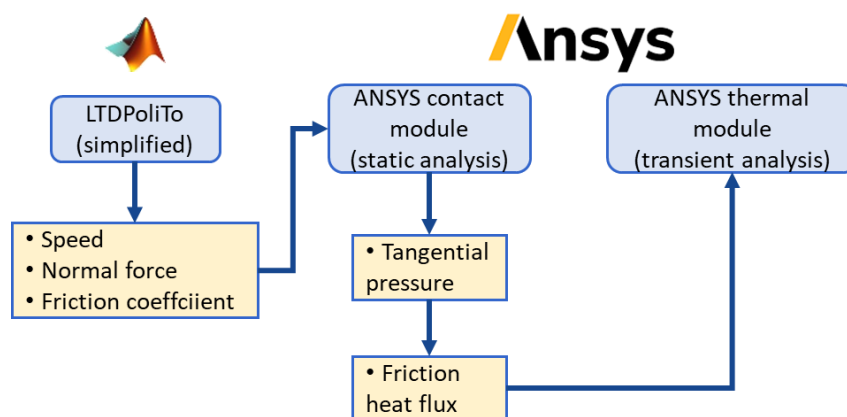 Ansys
LTDPoliTo
(simplified)
ANSYS contact
module
(static analysis)
ANSYS thermal
module
(transient analysis)
• Speed
• Normal force
• Friction coeffciient
• Tangential
pressure
• Friction
heat flux